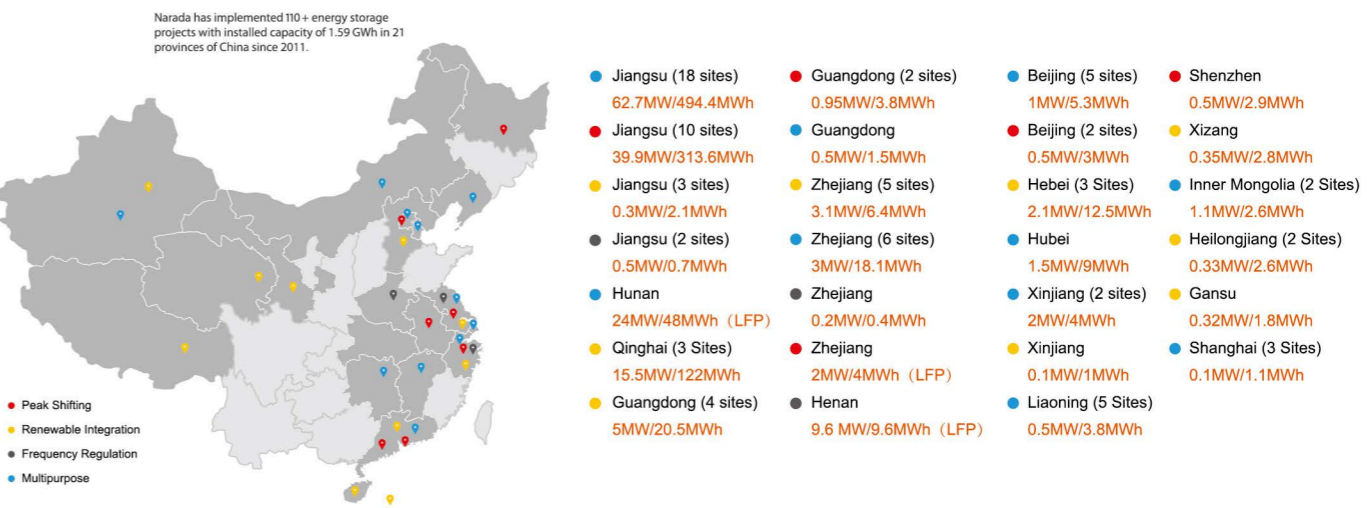 Narada has implemented 110+ energy storage
projects with installed capacity of 1.59 GWh in 21
provinces of China since 2011.
Peak Shifting
Renewable Integration
Frequency Regulation
Multipurpose
Jiangsu (18 sites)
62.7MW/494.4MWh
Jiangsu (10 sites)
39.9MW/313.6MWh
Jiangsu (3 sites)
0.3MW/2.1MWh
Jiangsu (2 sites)
0.5MW/0.7MWh
Hunan
24MW/48MWh（LFP）
Qinghai (3 Sites)
15.5MW/122MWh
Guangdong (4 sites)
5MW/20.5MWh
Guangdong (2 sites)
0.95MW/3.8MWh
Guangdong
0.5MW/1.5MWh
Zhejiang (5 sites)
3.1MW/6.4MWh
Zhejiang (6 sites)
3MW/18.1MWh
Zhejiang
0.2MW/0.4MWh
Zhejiang
2MW/4MWh（LFP）
Henan
9.6 MW/9.6MWh（LFP）
Beijing (5 sites)
1MW/5.3MWh
Beijing (2 sites)
0.5MW/3MWh
Hebei (3 Sites)
2.1MW/12.5MWh
Hubei
1.5MW/9MWh
Xinjiang (2 sites)
2MW/4MWh
Xinjiang
0.1MW/1MWh
Liaoning (5 Sites)
0.5MW/3.8MWh
Shenzhen
0.5MW/2.9MWh
Xizang
0.35MW/2.8MWh
Inner Mongolia (2 Sites)
1.1MW/2.6MWh
Heilongjiang (2 Sites)
0.33MW/2.6MWh
Gansu
0.32MW/1.8MWh
Shanghai (3 Sites)
0.1MW/1.1MWh